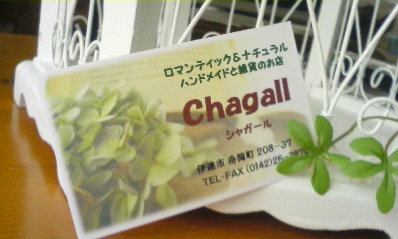 ロマンティック&ナチュラル
ハンドメイドと雑貨のお店
Chagall
シャガール
伊達市 舟岡町 208-37
TEL・FAX (0142)25-